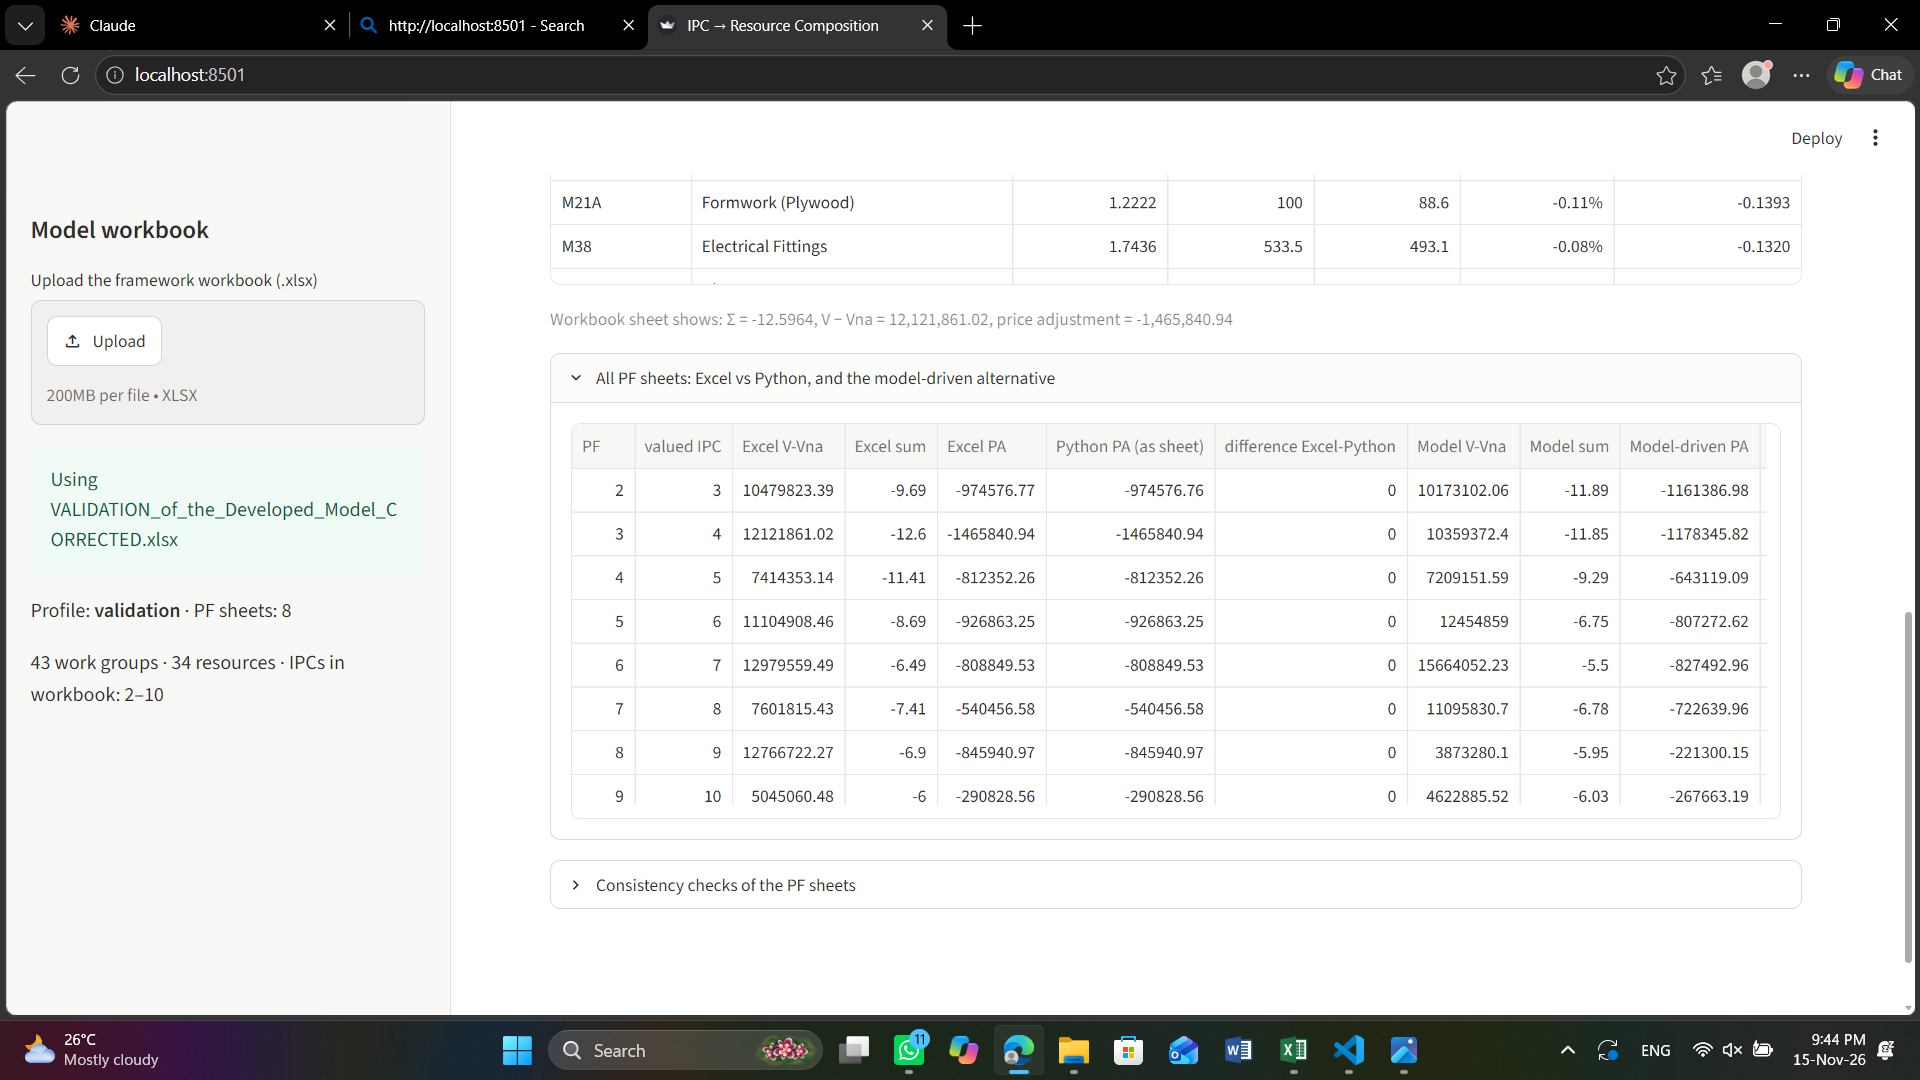 Claude
http://localhost:8501 - Search
IPC → Resource Composition
localhost:8501
Chat
Deploy
Model workbook
Upload the framework workbook (.xlsx)
Upload
200MB per file • XLSX
Using
VALIDATION_of_the_Developed_Model_C
ORRECTED.xlsx
Profile: validation · PF sheets: 8
43 work groups · 34 resources · IPCs in
workbook: 2–10
M21A Formwork (Plywood) 1.2222 100 88.6 -0.11% -0.1393
M38 Electrical Fittings 1.7436 533.5 493.1 -0.08% -0.1320
Workbook sheet shows: Σ = -12.5964, V − Vna = 12,121,861.02, price adjustment = -1,465,840.94
All PF sheets: Excel vs Python, and the model-driven alternative
PF valued IPC Excel V-Vna Excel sum Excel PA Python PA (as sheet) difference Excel-Python Model V-Vna Model sum Model-driven PA
2 3 10479823.39 -9.69 -974576.77 -974576.76 0 10173102.06 -11.89 -1161386.98
3 4 12121861.02 -12.6 -1465840.94 -1465840.94 0 10359372.4 -11.85 -1178345.82
4 5 7414353.14 -11.41 -812352.26 -812352.26 0 7209151.59 -9.29 -643119.09
5 6 11104908.46 -8.69 -926863.25 -926863.25 0 12454859 -6.75 -807272.62
6 7 12979559.49 -6.49 -808849.53 -808849.53 0 15664052.23 -5.5 -827492.96
7 8 7601815.43 -7.41 -540456.58 -540456.58 0 11095830.7 -6.78 -722639.96
8 9 12766722.27 -6.9 -845940.97 -845940.97 0 3873280.1 -5.95 -221300.15
9 10 5045060.48 -6 -290828.56 -290828.56 0 4622885.52 -6.03 -267663.19
Consistency checks of the PF sheets
26°C
Mostly cloudy
Search
11
ENG
9:44 PM
15-Nov-26